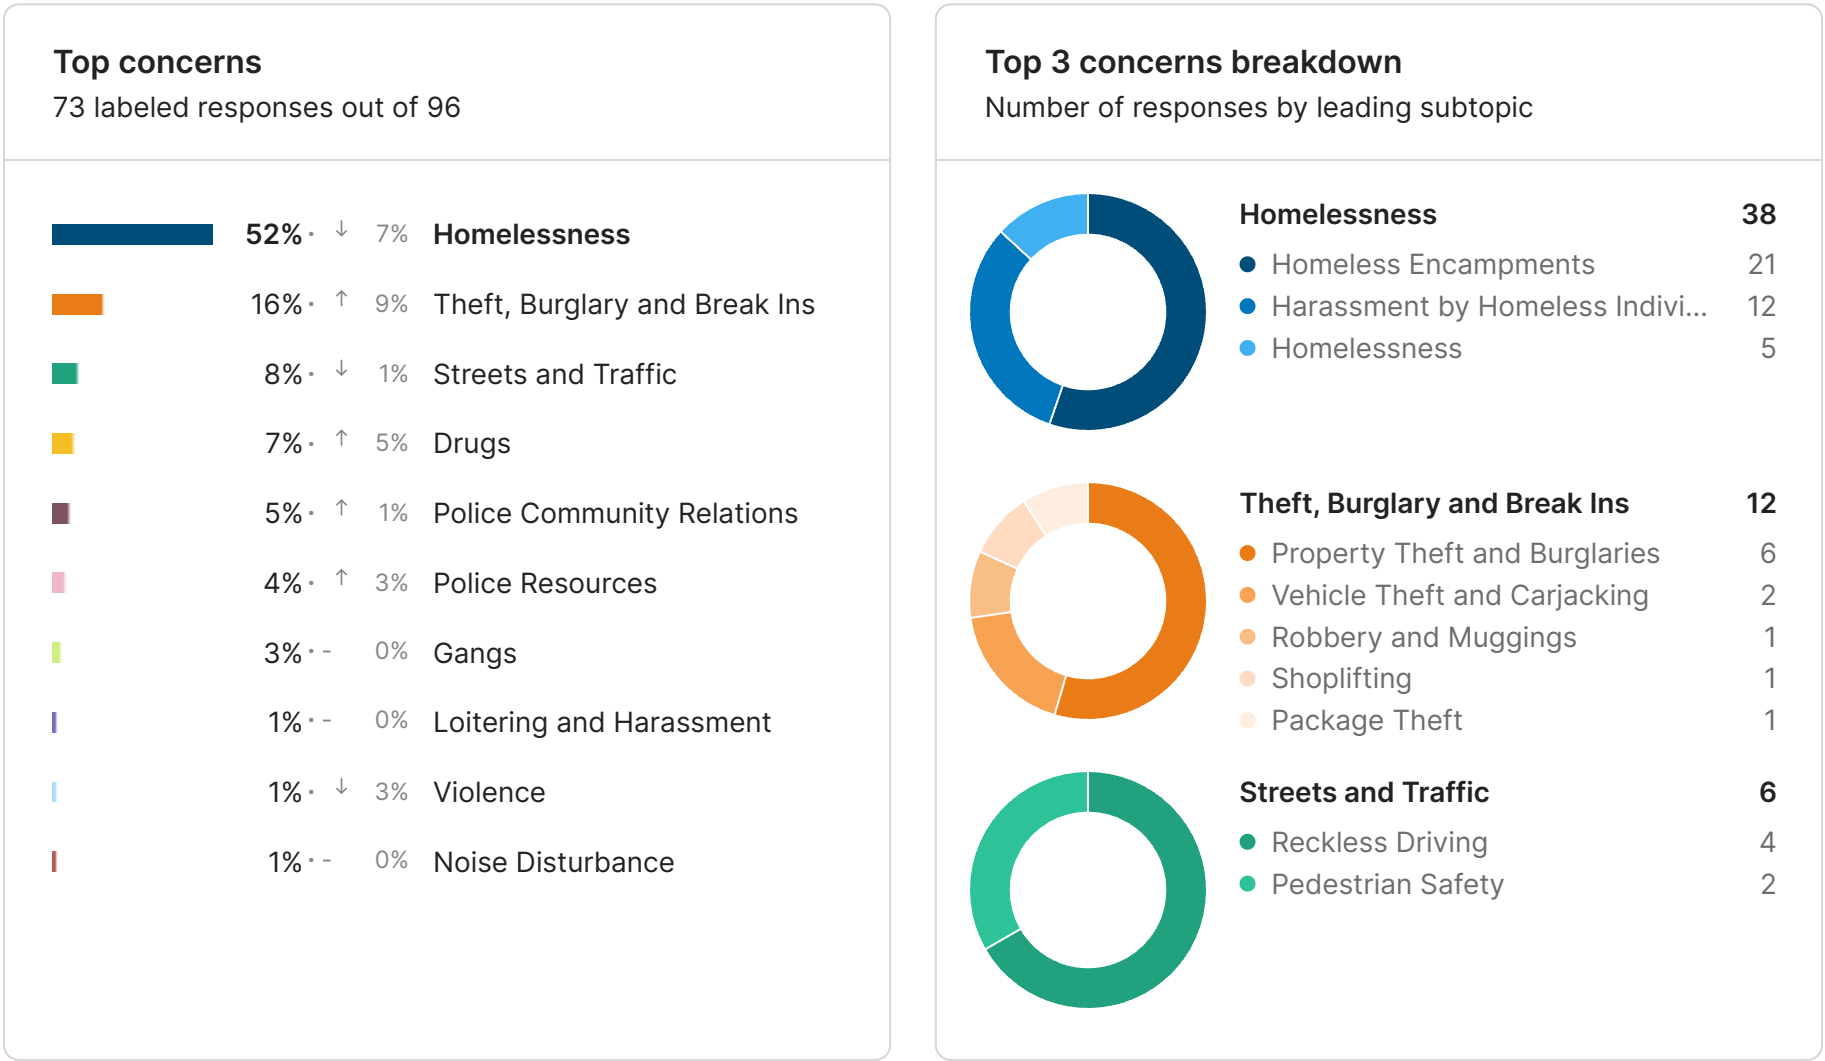 Top concerns
73 labeled responses out of 96
52% · ↓ 7% Homelessness
16% · ↑ 9% Theft, Burglary and Break Ins
8% · ↓ 1% Streets and Traffic
7% · ↑ 5% Drugs
5% · ↑ 1% Police Community Relations
4% · ↑ 3% Police Resources
3% · - 0% Gangs
1% · - 0% Loitering and Harassment
1% · ↓ 3% Violence
1% · - 0% Noise Disturbance
Top 3 concerns breakdown
Number of responses by leading subtopic
Homelessness 38
Homeless Encampments 21
Harassment by Homeless Indivi... 12
Homelessness 5
Theft, Burglary and Break Ins 12
Property Theft and Burglaries 6
Vehicle Theft and Carjacking 2
Robbery and Muggings 1
Shoplifting 1
Package Theft 1
Streets and Traffic 6
Reckless Driving 4
Pedestrian Safety 2